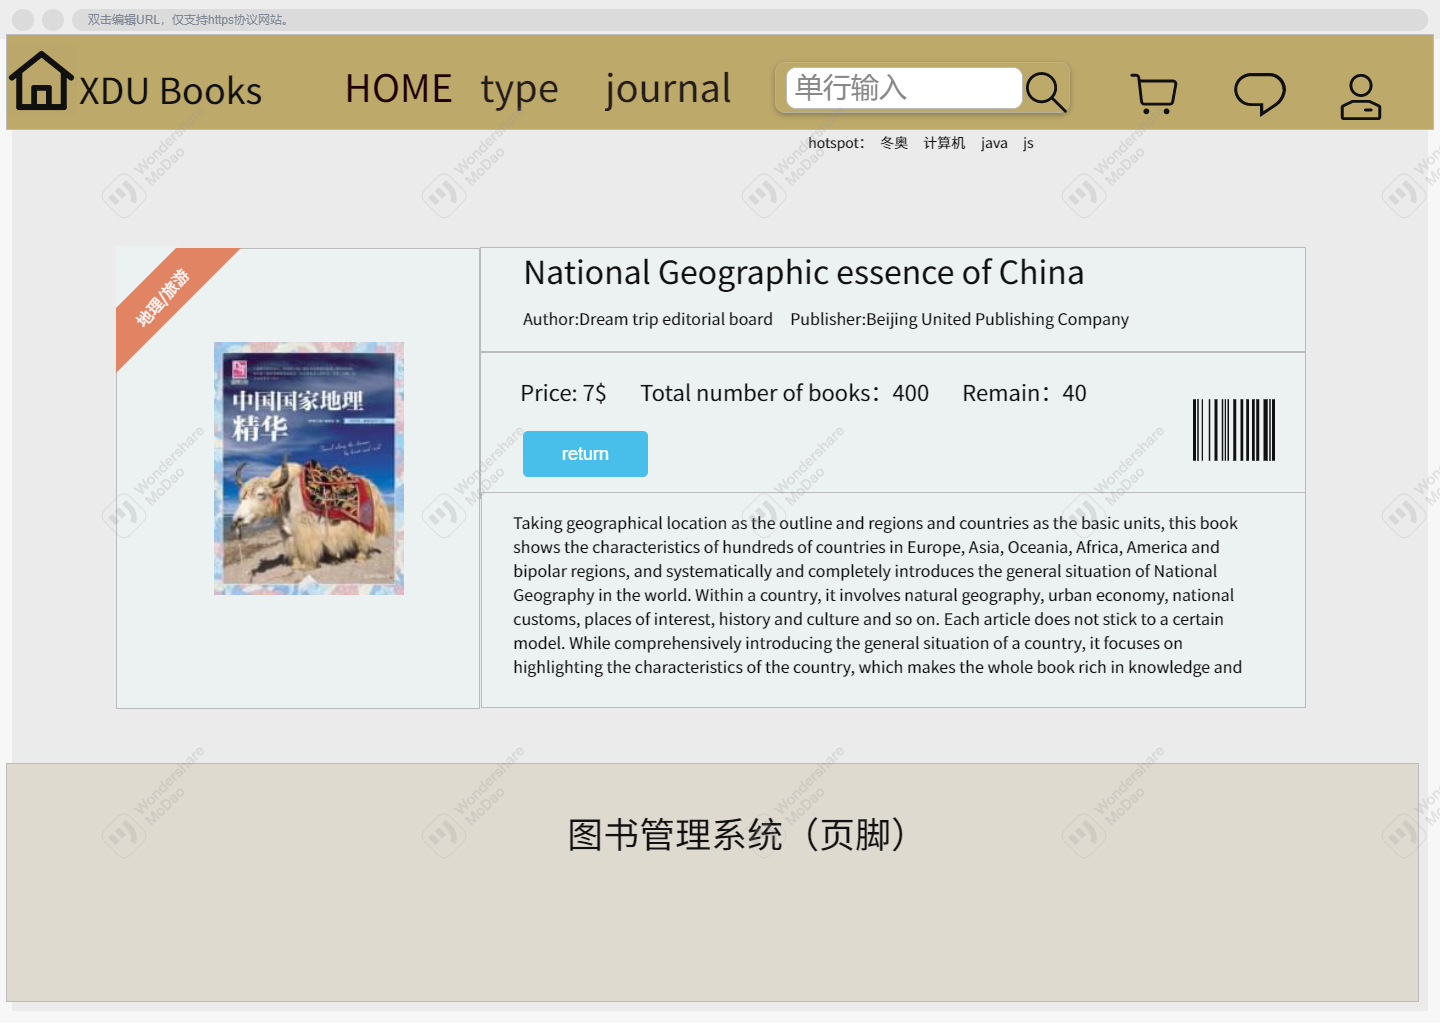 双击编辑URL，仅支持https协议网站。
XDU Books
HOME type journal
单行输入
hotspot： 冬奥 计算机 java js
地理/旅游
中国国家地理
精华
National Geographic essence of China
Author:Dream trip editorial board Publisher:Beijing United Publishing Company
Price: 7$ Total number of books：400 Remain：40
return
Taking geographical location as the outline and regions and countries as the basic units, this book
shows the characteristics of hundreds of countries in Europe, Asia, Oceania, Africa, America and
bipolar regions, and systematically and completely introduces the general situation of National
Geography in the world. Within a country, it involves natural geography, urban economy, national
customs, places of interest, history and culture and so on. Each article does not stick to a certain
model. While comprehensively introducing the general situation of a country, it focuses on
highlighting the characteristics of the country, which makes the whole book rich in knowledge and
图书管理系统（页脚）
Wondershare
MoDao